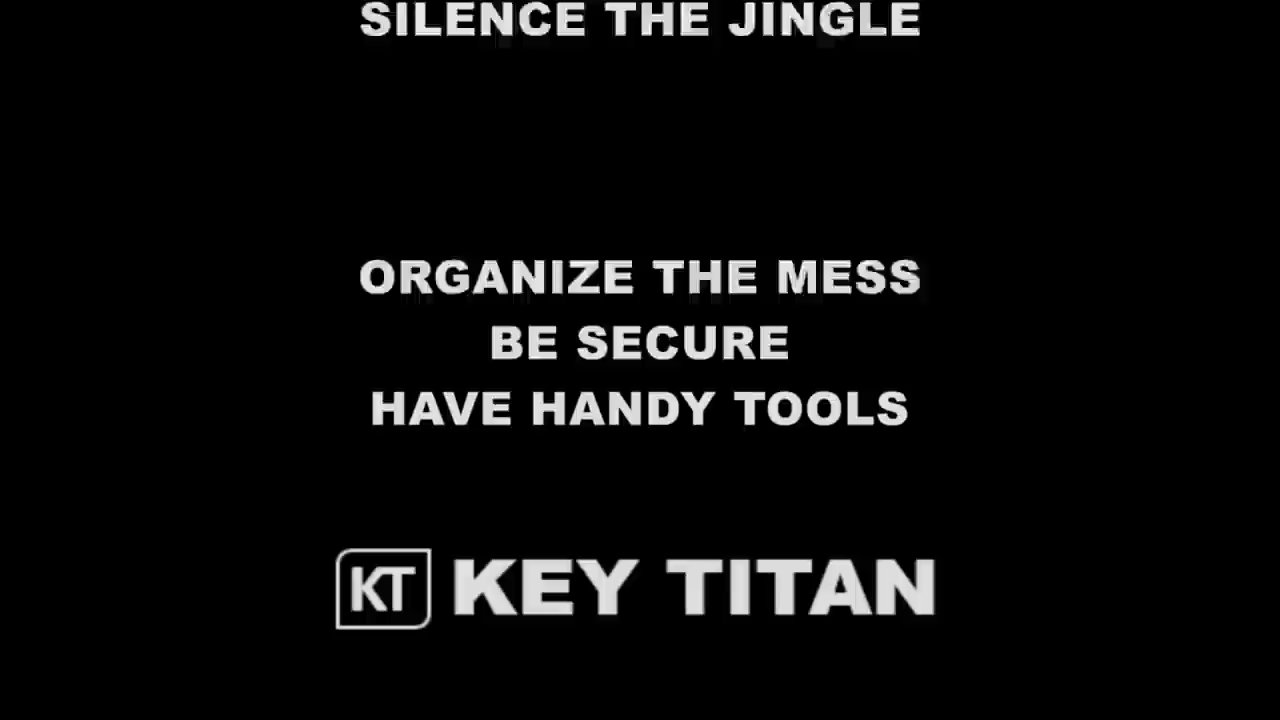 SILENCE THE JINGLE
ORGANIZE THE MESS
BE SECURE
HAVE HANDY TOOLS
KT KEY TITAN